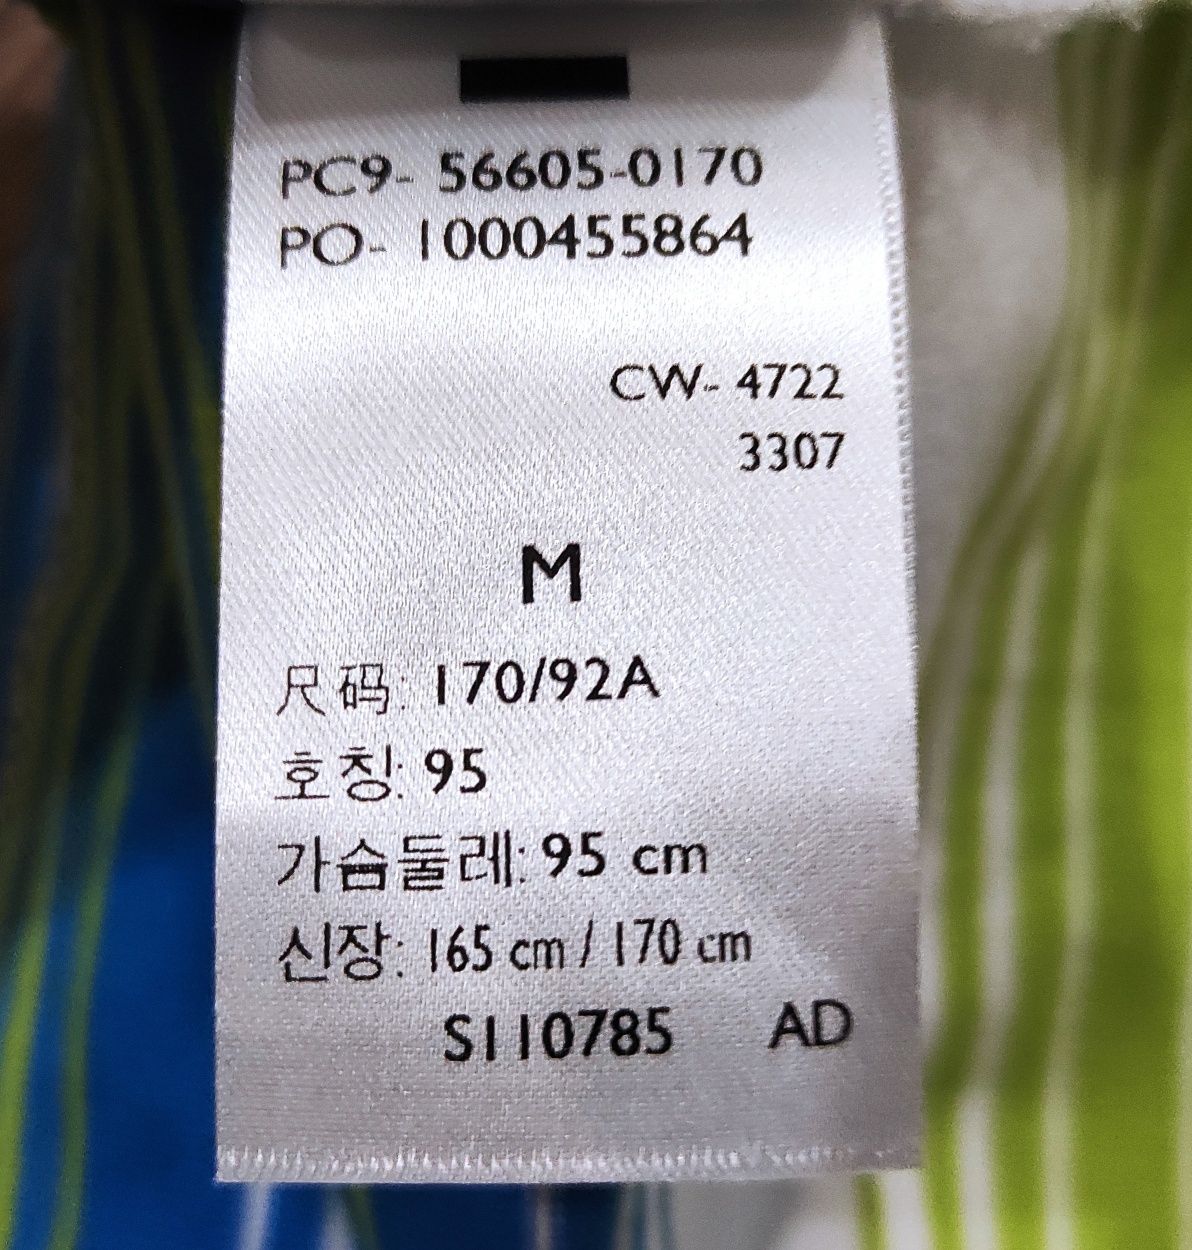 PC9- 56605-0170
PO- 1000455864
CW- 4722
3307
M
尺码: 170/92A
호칭: 95
가슴둘레: 95 cm
신장: 165 cm / 170 cm
S110785 AD